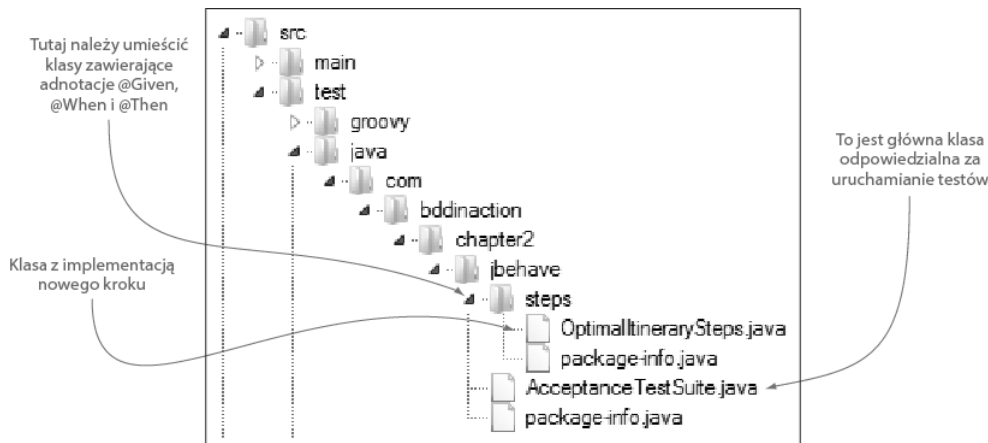 Tutaj należy umieścić
klasy zawierające
adnotacje @Given,
@When i @Then
Klasa z implementacją
nowego kroku
src
main
test
groovy
java
com
bddinaction
chapter2
jbehave
steps
OptimalItinerarySteps.java
package-info.java
AcceptanceTestSuite.java
package-info.java
To jest główna klasa
odpowiedzialna za
uruchamianie testów